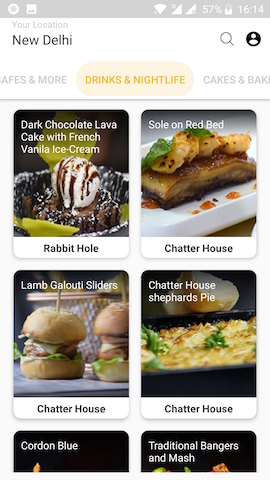 57% 16:14
Your Location
New Delhi
CAFES & MORE DRINKS & NIGHTLIFE CAKES & BAK
Dark Chocolate Lava
Cake with French
Vanilla Ice-Cream
Rabbit Hole
Sole on Red Bed
Chatter House
Lamb Galouti Sliders
Chatter House
Chatter House
shephards Pie
Chatter House
Cordon Blue
Traditional Bangers
and Mash